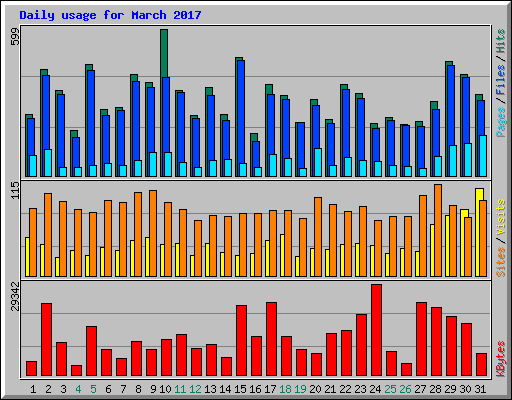 Daily usage for March 2017
599
Pages/Files/Hits
115
Sites/Visits
29342
KBytes
1 2 3 4 5 6 7 8 9 10 11 12 13 14 15 16 17 18 19 20 21 22 23 24 25 26 27 28 29 30 31